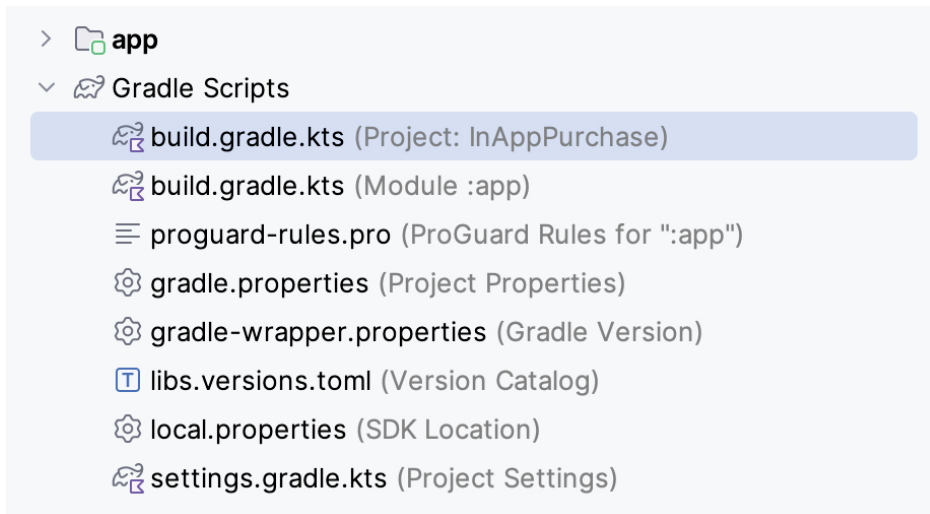 app
Gradle Scripts
build.gradle.kts (Project: InAppPurchase)
build.gradle.kts (Module :app)
proguard-rules.pro (ProGuard Rules for ":app")
gradle.properties (Project Properties)
gradle-wrapper.properties (Gradle Version)
libs.versions.toml (Version Catalog)
local.properties (SDK Location)
settings.gradle.kts (Project Settings)